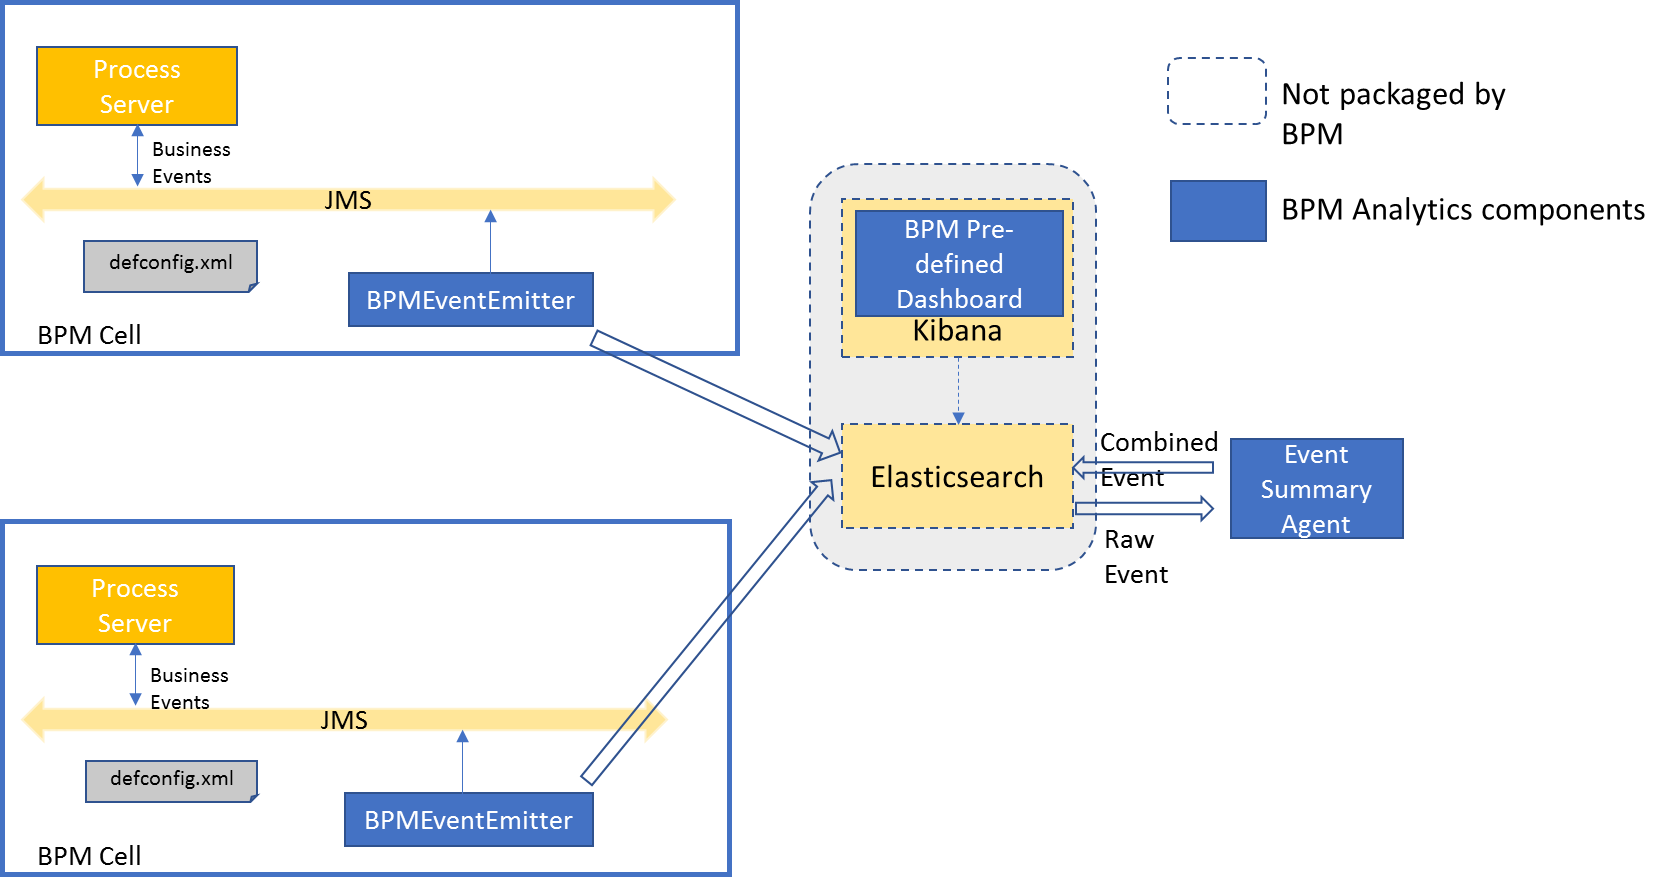 Process
Server
Business
Events
JMS
defconfig.xml
BPMEventEmitter
BPM Cell
Process
Server
Business
Events
JMS
defconfig.xml
BPMEventEmitter
BPM Cell
BPM Pre-
defined
Dashboard
Kibana
Elasticsearch
Combined
Event
Raw
Event
Event
Summary
Agent
Not packaged by
BPM
BPM Analytics components